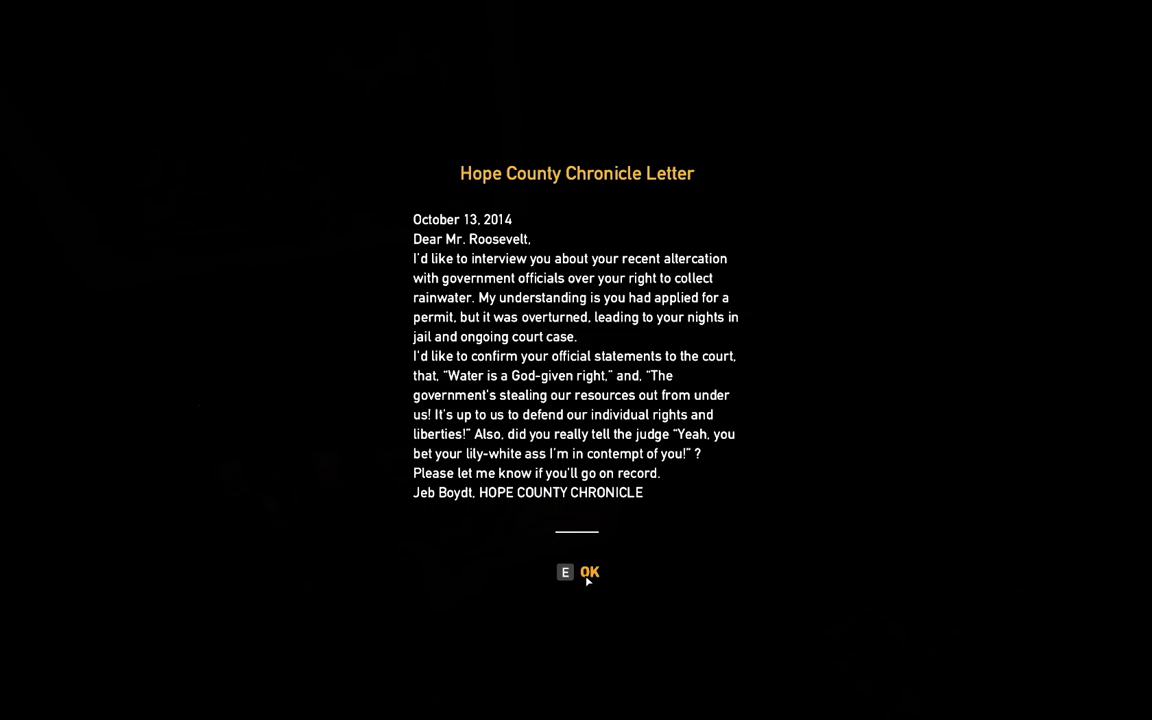 Hope County Chronicle Letter
October 13, 2014
Dear Mr. Roosevelt,
I'd like to interview you about your recent altercation
with government officials over your right to collect
rainwater. My understanding is you had applied for a
permit, but it was overturned, leading to your nights in
jail and ongoing court case.
I'd like to confirm your official statements to the court,
that, “Water is a God-given right,” and, “The
government's stealing our resources out from under
us! It's up to us to defend our individual rights and
liberties!” Also, did you really tell the judge “Yeah, you
bet your lily-white ass I'm in contempt of you!” ?
Please let me know if you'll go on record.
Jeb Boydt, HOPE COUNTY CHRONICLE
E OK